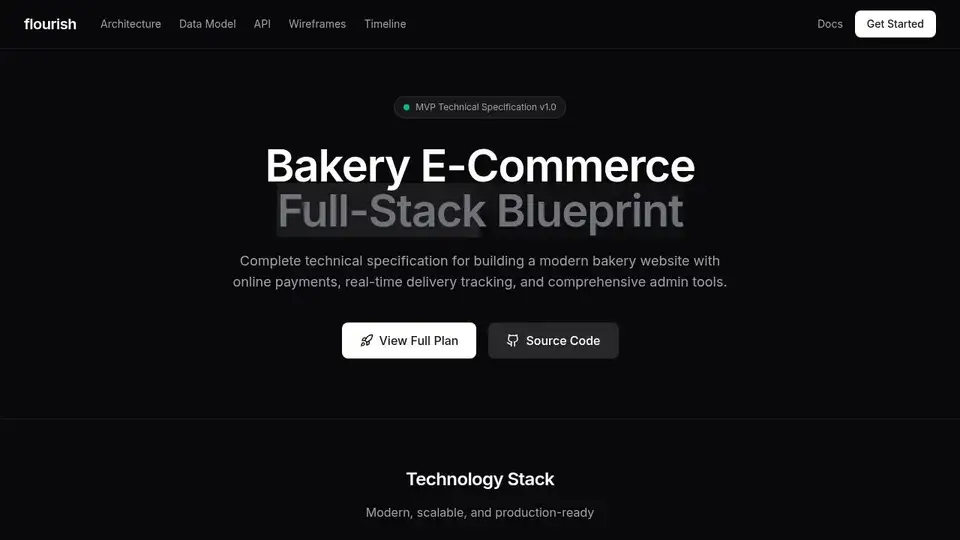 flourish
Architecture
Data Model
API
Wireframes
Timeline
Docs
Get Started
MVP Technical Specification v1.0
Bakery E-Commerce
Full-Stack Blueprint
Complete technical specification for building a modern bakery website with
online payments, real-time delivery tracking, and comprehensive admin tools.
View Full Plan
Source Code
Technology Stack
Modern, scalable, and production-ready